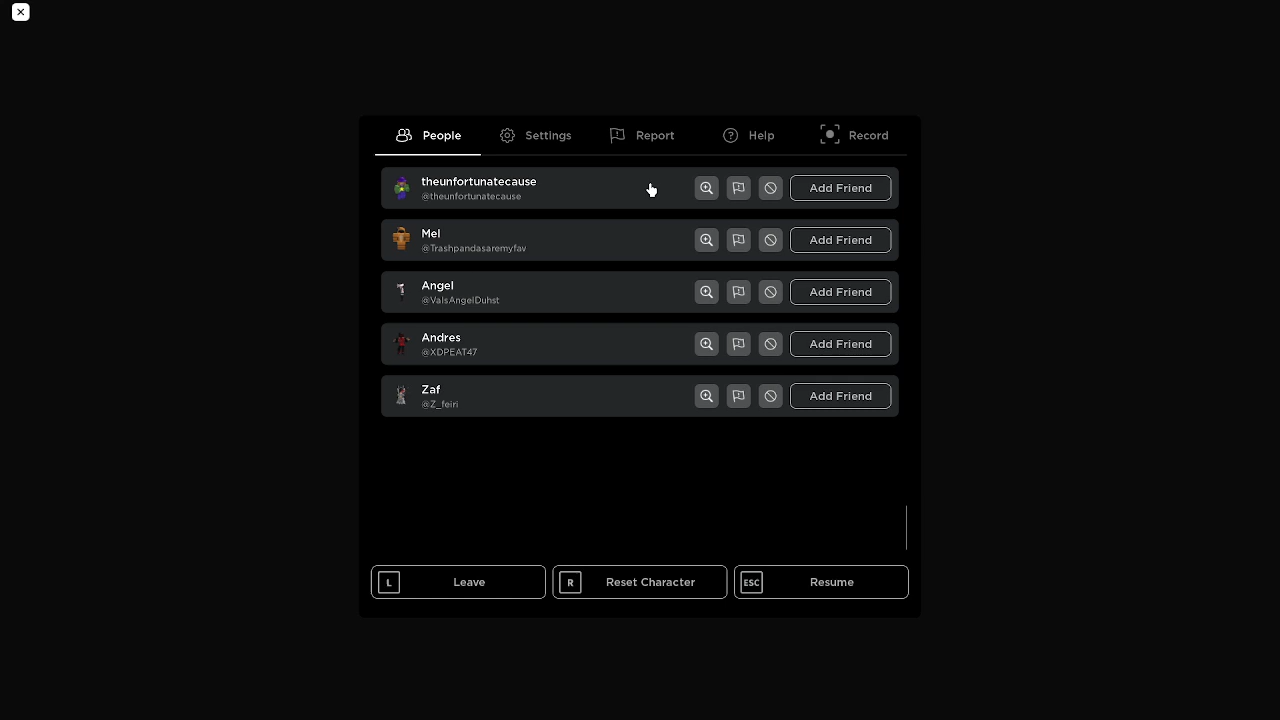 People
Settings
Report
Help
Record
theunfortunatecause
@theunfortunatecause
Add Friend
Mel
@Trashpandasaremyfav
Add Friend
Angel
@ValsAngelDuhst
Add Friend
Andres
@XDPEAT47
Add Friend
Zaf
@Z_feiri
Add Friend
L Leave
R Reset Character
ESC Resume